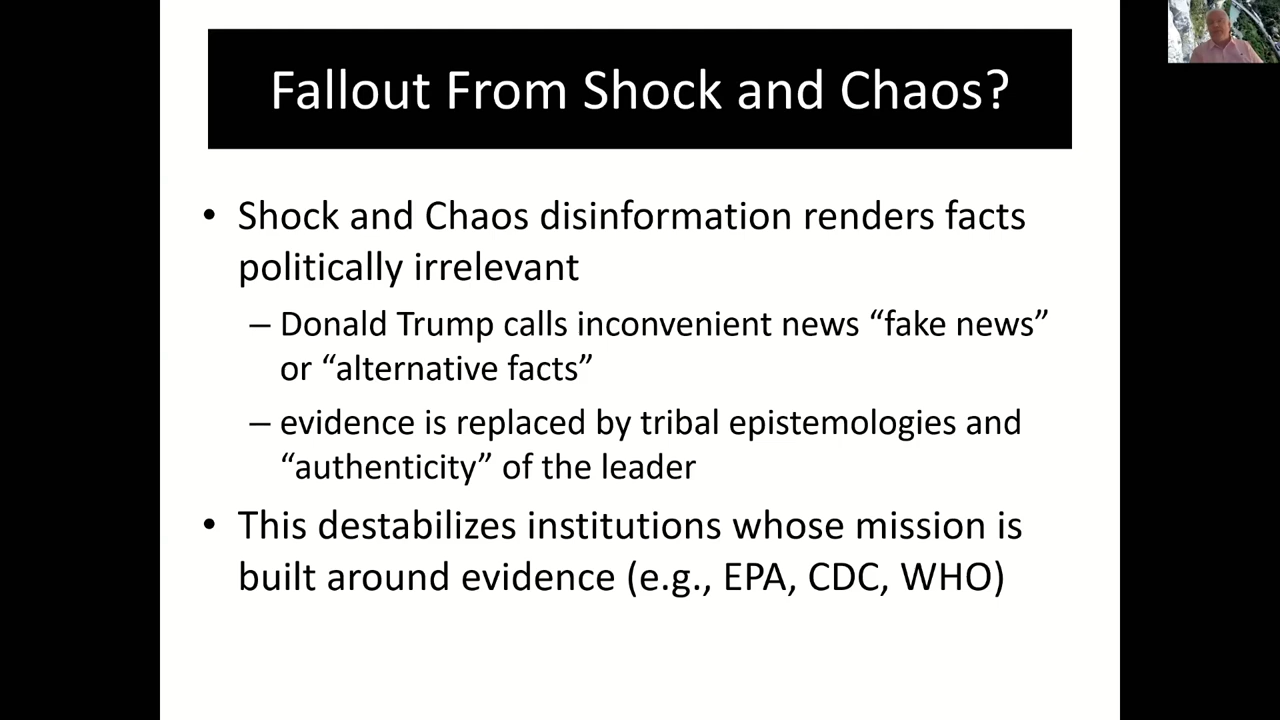 Fallout From Shock and Chaos?
• Shock and Chaos disinformation renders facts
politically irrelevant
– Donald Trump calls inconvenient news “fake news”
or “alternative facts”
– evidence is replaced by tribal epistemologies and
“authenticity” of the leader
• This destabilizes institutions whose mission is
built around evidence (e.g., EPA, CDC, WHO)